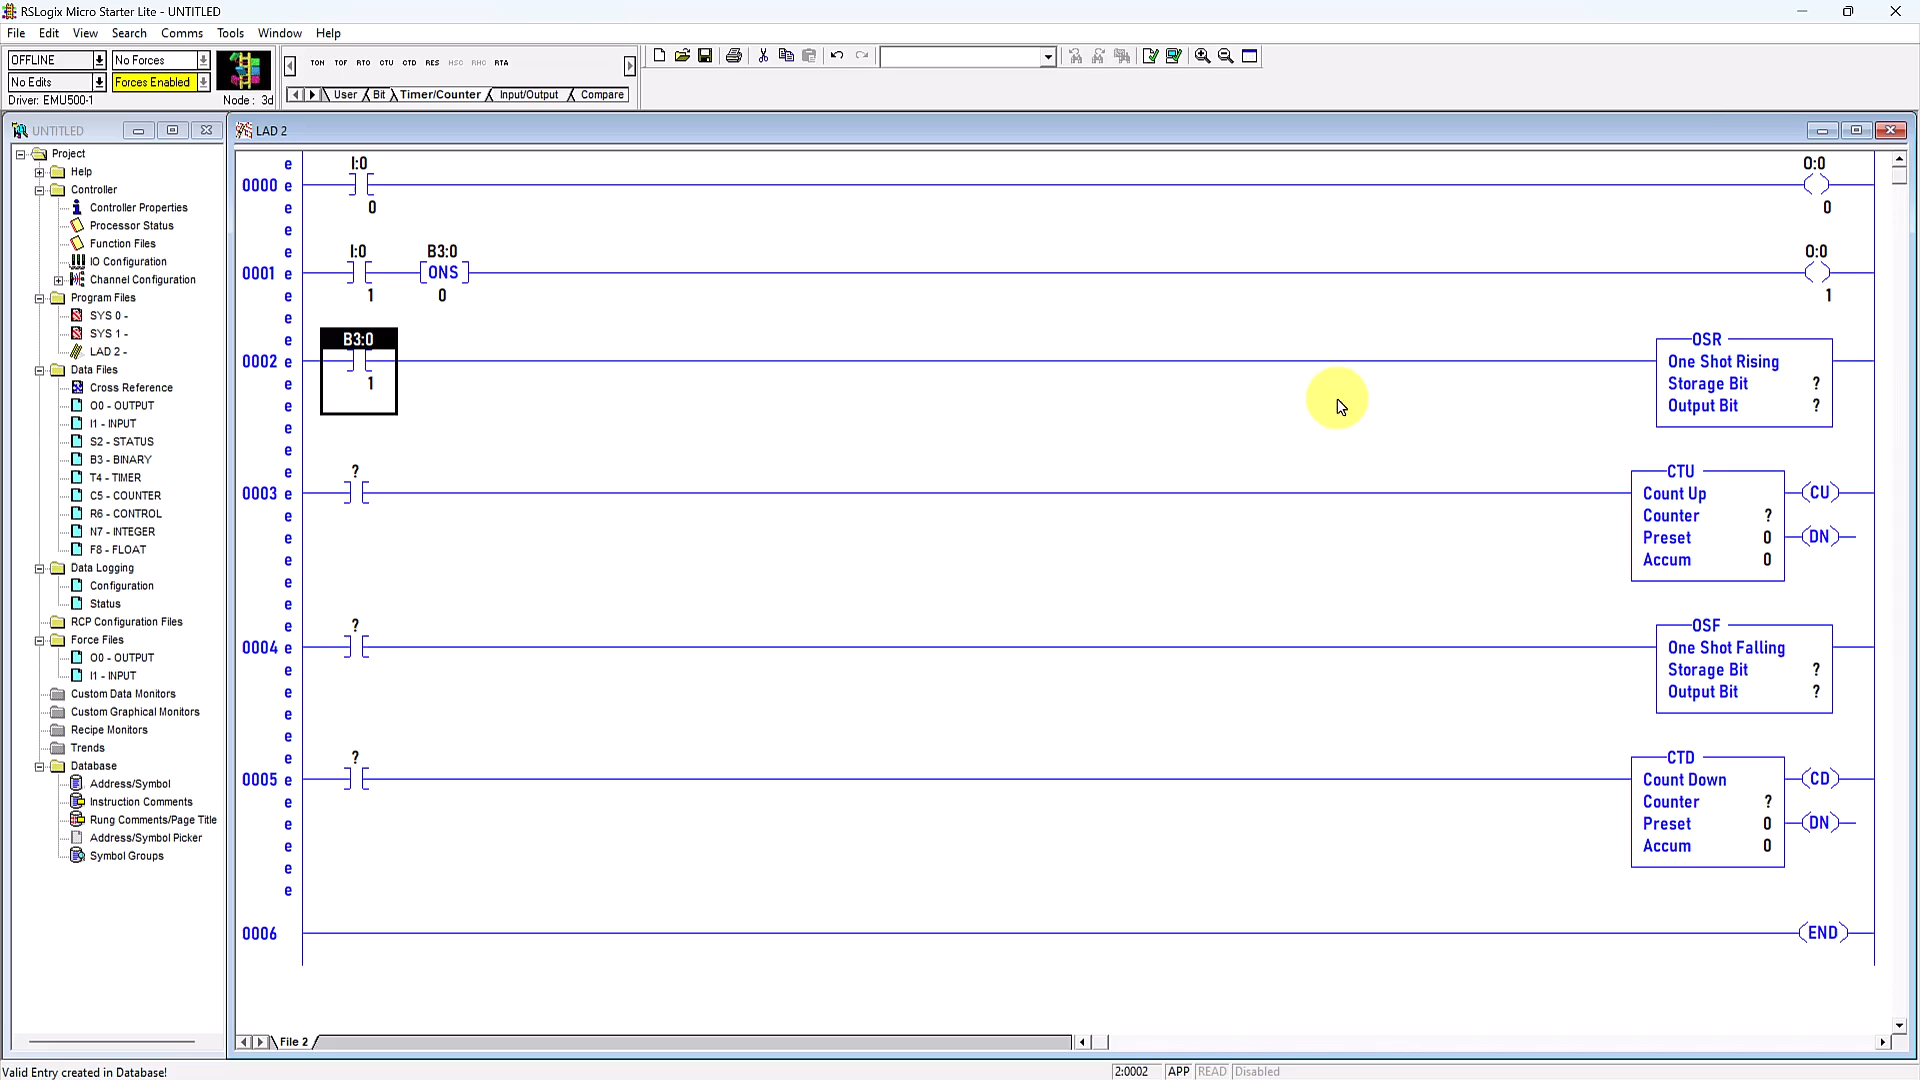 RSLogix Micro Starter Lite - UNTITLED
File Edit View Search Comms Tools Window Help
OFFLINE No Forces
No Edits Forces Enabled
Driver: EMU500-1 Node : 3d
TON TOF RTO CTU CTD RES HSC RHC RTA
User Bit Timer/Counter Input/Output Compare
UNTITLED
Project
Help
Controller
Controller Properties
Processor Status
Function Files
IO Configuration
Channel Configuration
Program Files
SYS 0 -
SYS 1 -
LAD 2 -
Data Files
Cross Reference
O0 - OUTPUT
I1 - INPUT
S2 - STATUS
B3 - BINARY
T4 - TIMER
C5 - COUNTER
R6 - CONTROL
N7 - INTEGER
F8 - FLOAT
Data Logging
Configuration
Status
RCP Configuration Files
Force Files
O0 - OUTPUT
I1 - INPUT
Custom Data Monitors
Custom Graphical Monitors
Recipe Monitors
Trends
Database
Address/Symbol
Instruction Comments
Rung Comments/Page Title
Address/Symbol Picker
Symbol Groups
LAD 2
e I:0 O:0
0000 e
e 0 0
e
e I:0 B3:0 O:0
0001 e ONS
e 1 0 1
e
e B3:0 OSR
0002 e One Shot Rising
e 1 Storage Bit ?
e Output Bit ?
e
e
e ? CTU
0003 e Count Up CU
e Counter ?
e Preset 0 DN
e Accum 0
e
e
e ? OSF
0004 e One Shot Falling
e Storage Bit ?
e Output Bit ?
e
e
e ? CTD
0005 e Count Down CD
e Counter ?
e Preset 0 DN
e Accum 0
e
e
0006 END
File 2
Valid Entry created in Database! 2:0002 APP READ Disabled